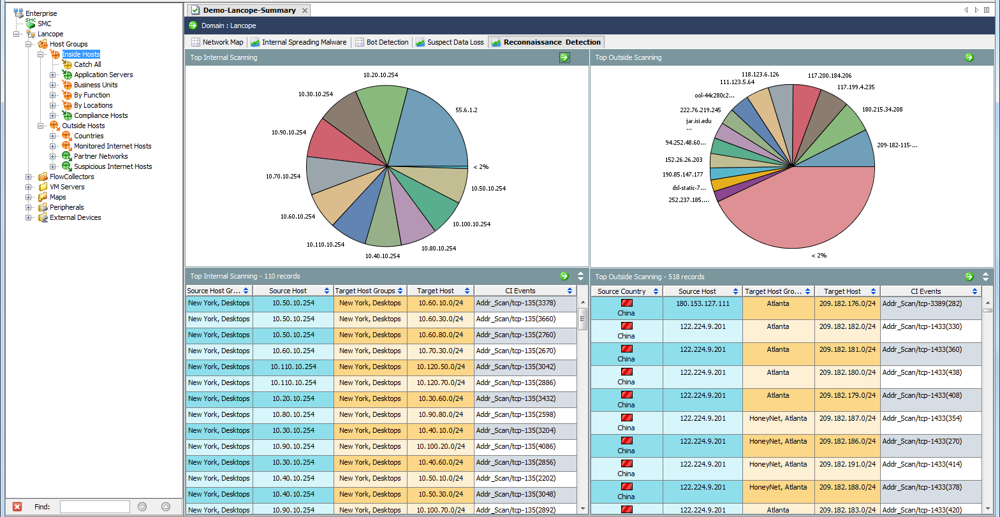 Enterprise
SMC
SMC
Lancope
Host Groups
Inside Hosts
Catch All
Application Servers
Business Units
By Function
By Locations
Compliance Hosts
Outside Hosts
Countries
Monitored Internet Hosts
Partner Networks
Suspicious Internet Hosts
FlowCollectors
VM Servers
Maps
Peripherals
External Devices
Find:
Demo-Lancope-Summary
Domain : Lancope
Network Map Internal Spreading Malware Bot Detection Suspect Data Loss Reconnaissance Detection
Top Internal Scanning
10.20.10.254
10.30.10.254
55.6.1.2
10.90.10.254
10.70.10.254
< 2%
10.50.10.254
10.60.10.254
10.100.10.254
10.110.10.254
10.80.10.254
10.40.10.254
Top Outside Scanning
118.123.6.126
117.200.184.206
111.123.5.64
117.199.4.235
ool-44c280c2...
222.76.219.245
180.215.34.208
jar.isi.edu
...
94.252.48.60...
209-182-115-...
152.26.26.203
190.85.147.177
dsl-static-7...
252.237.185....
< 2%
Top Internal Scanning - 110 records
Source Host Gr... Source Host Target Host Groups Target Host CI Events
New York, Desktops 10.50.10.254 New York, Desktops 10.60.10.0/24 Addr_Scan/tcp-135(3378)
New York, Desktops 10.50.10.254 New York, Desktops 10.60.30.0/24 Addr_Scan/tcp-135(3660)
New York, Desktops 10.50.10.254 New York, Desktops 10.60.80.0/24 Addr_Scan/tcp-135(2760)
New York, Desktops 10.60.10.254 New York, Desktops 10.70.30.0/24 Addr_Scan/tcp-135(2670)
New York, Desktops 10.110.10.254 New York, Desktops 10.120.50.0/24 Addr_Scan/tcp-135(3042)
New York, Desktops 10.110.10.254 New York, Desktops 10.120.70.0/24 Addr_Scan/tcp-135(2886)
New York, Desktops 10.20.10.254 New York, Desktops 10.30.60.0/24 Addr_Scan/tcp-135(3432)
New York, Desktops 10.80.10.254 New York, Desktops 10.90.80.0/24 Addr_Scan/tcp-135(2598)
New York, Desktops 10.30.10.254 New York, Desktops 10.40.10.0/24 Addr_Scan/tcp-135(3204)
New York, Desktops 10.90.10.254 New York, Desktops 10.100.20.0/24 Addr_Scan/tcp-135(4086)
New York, Desktops 10.30.10.254 New York, Desktops 10.40.60.0/24 Addr_Scan/tcp-135(2856)
New York, Desktops 10.40.10.254 New York, Desktops 10.50.10.0/24 Addr_Scan/tcp-135(2202)
New York, Desktops 10.40.10.254 New York, Desktops 10.50.30.0/24 Addr_Scan/tcp-135(3048)
New York, Desktops 10.90.10.254 New York, Desktops 10.100.70.0/24 Addr_Scan/tcp-135(2892)
Top Outside Scanning - 518 records
Source Country Source Host Target Host Gro... Target Host CI Events
China 180.153.127.111 Atlanta 209.182.176.0/24 Addr_Scan/tcp-3389(282)
China 122.224.9.201 Atlanta 209.182.182.0/24 Addr_Scan/tcp-1433(330)
China 122.224.9.201 Atlanta 209.182.181.0/24 Addr_Scan/tcp-1433(360)
China 122.224.9.201 Atlanta 209.182.180.0/24 Addr_Scan/tcp-1433(438)
China 122.224.9.201 Atlanta 209.182.179.0/24 Addr_Scan/tcp-1433(408)
China 122.224.9.201 HoneyNet, Atlanta 209.182.187.0/24 Addr_Scan/tcp-1433(354)
China 122.224.9.201 HoneyNet, Atlanta 209.182.186.0/24 Addr_Scan/tcp-1433(270)
China 122.224.9.201 HoneyNet, Atlanta 209.182.191.0/24 Addr_Scan/tcp-1433(414)
China 122.224.9.201 HoneyNet, Atlanta 209.182.188.0/24 Addr_Scan/tcp-1433(378)
122.224.9.201 Atlanta 209.182.183.0/24 Addr_Scan/tcp-1433(420)